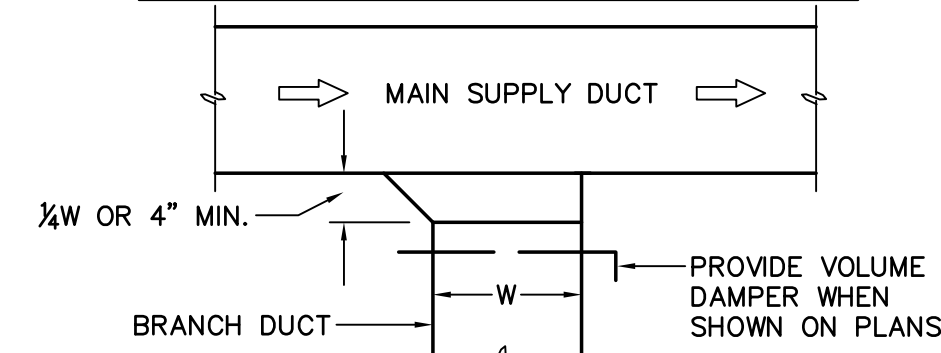 MAIN SUPPLY DUCT
¼W OR 4" MIN.
PROVIDE VOLUME
W
DAMPER WHEN
BRANCH DUCT
SHOWN ON PLANS